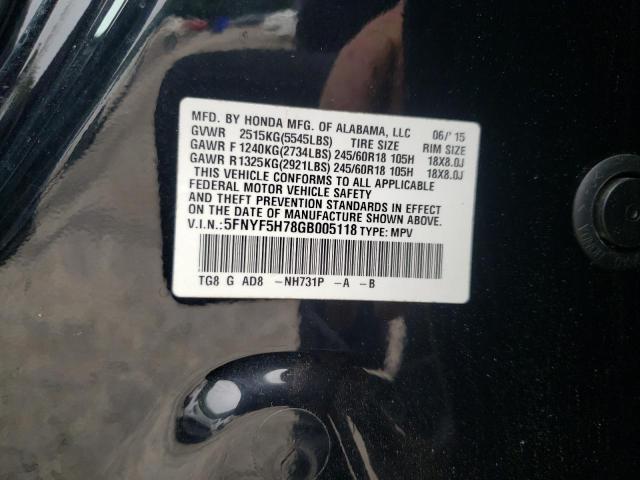 MFD. BY HONDA MFG. OF ALABAMA, LLC 06/'15
GVWR 2515KG(5545LBS) TIRE SIZE RIM SIZE
GAWR F 1240KG(2734LBS) 245/60R18 105H 18X8.0J
GAWR R 1325KG(2921LBS) 245/60R18 105H 18X8.0J
THIS VEHICLE CONFORMS TO ALL APPLICABLE
FEDERAL MOTOR VEHICLE SAFETY
AND THEFT PREVENTION STANDARDS IN EFFECT
ON THE DATE OF MANUFACTURE SHOWN ABOVE.
V.I.N.:5FNYF5H78GB005118 TYPE: MPV
TG8 G AD8 -NH731P -A -B